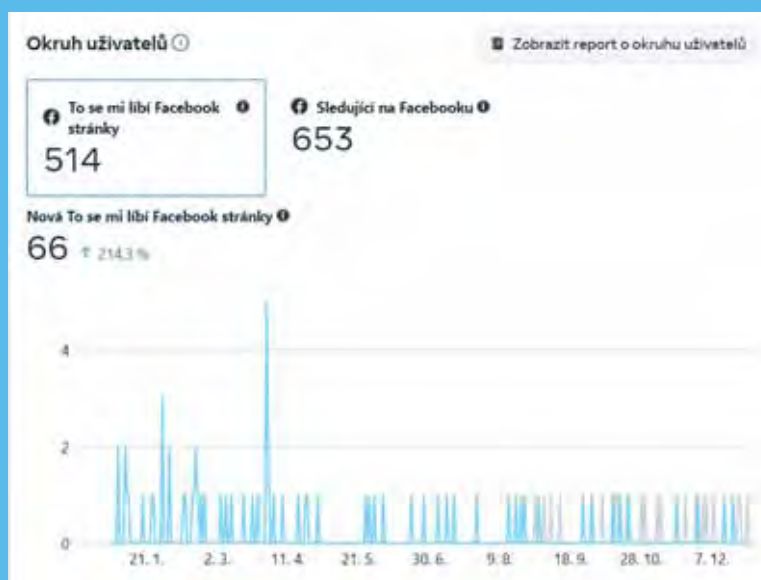 Okruh uživatelů
Zobrazit report o okruhu uživatelů
To se mi líbí Facebook
stránky
514
Sledující na Facebooku
653
Nová To se mi líbí Facebook stránky
66 ↑ 214,3 %
4
2
0
21. 1. 2. 3. 11. 4. 21. 5. 30. 6. 9. 8. 18. 9. 28. 10. 7. 12.